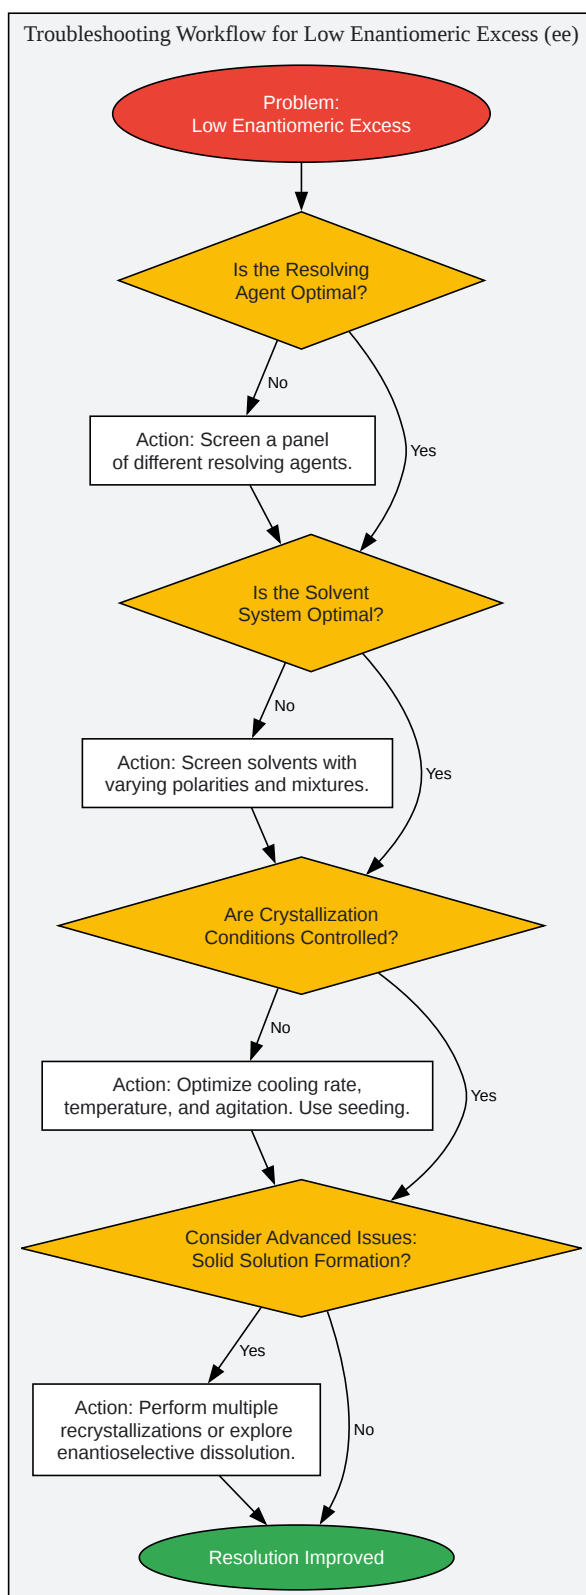 Troubleshooting Workflow for Low Enantiomeric Excess (ee)
Problem:
Low Enantiomeric Excess
Is the Resolving
Agent Optimal?
No
Yes
Action: Screen a panel
of different resolving agents.
Is the Solvent
System Optimal?
No
Yes
Action: Screen solvents with
varying polarities and mixtures.
Are Crystallization
Conditions Controlled?
No
Yes
Action: Optimize cooling rate,
temperature, and agitation. Use seeding.
Consider Advanced Issues:
Solid Solution Formation?
Yes
No
Action: Perform multiple
recrystallizations or explore
enantioselective dissolution.
Resolution Improved